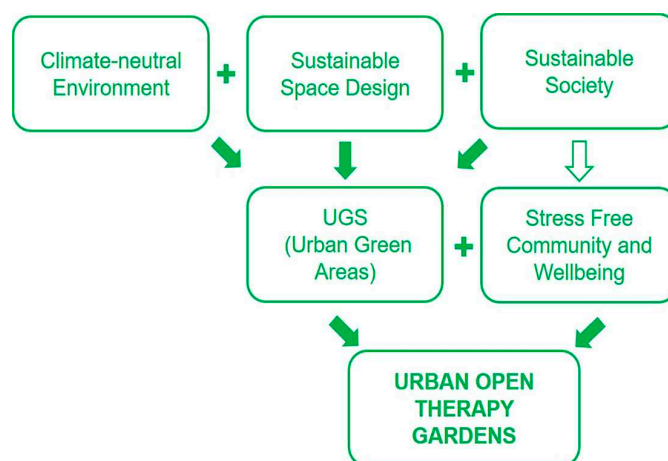 Climate-neutral
Environment
+
Sustainable
Space Design
+
Sustainable
Society
UGS
(Urban Green
Areas)
+
Stress Free
Community and
Wellbeing
URBAN OPEN
THERAPY
GARDENS